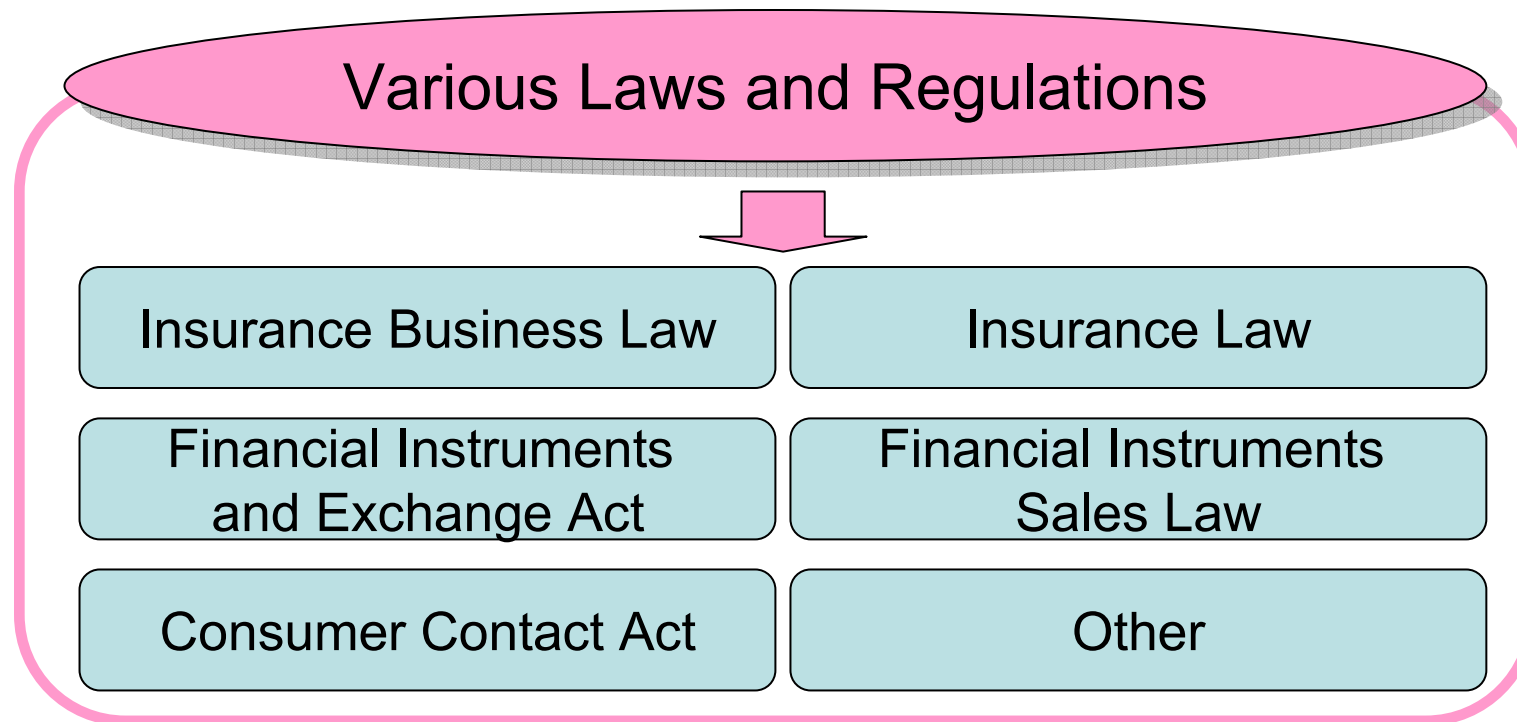 Various Laws and Regulations
Insurance Business Law
Insurance Law
Financial Instruments
and Exchange Act
Financial Instruments
Sales Law
Consumer Contact Act
Other